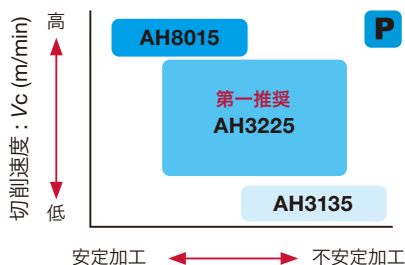 高
AH8015
P
第一推奨
AH3225
切削速度：Vc (m/min)
低
AH3135
安定加工
不安定加工